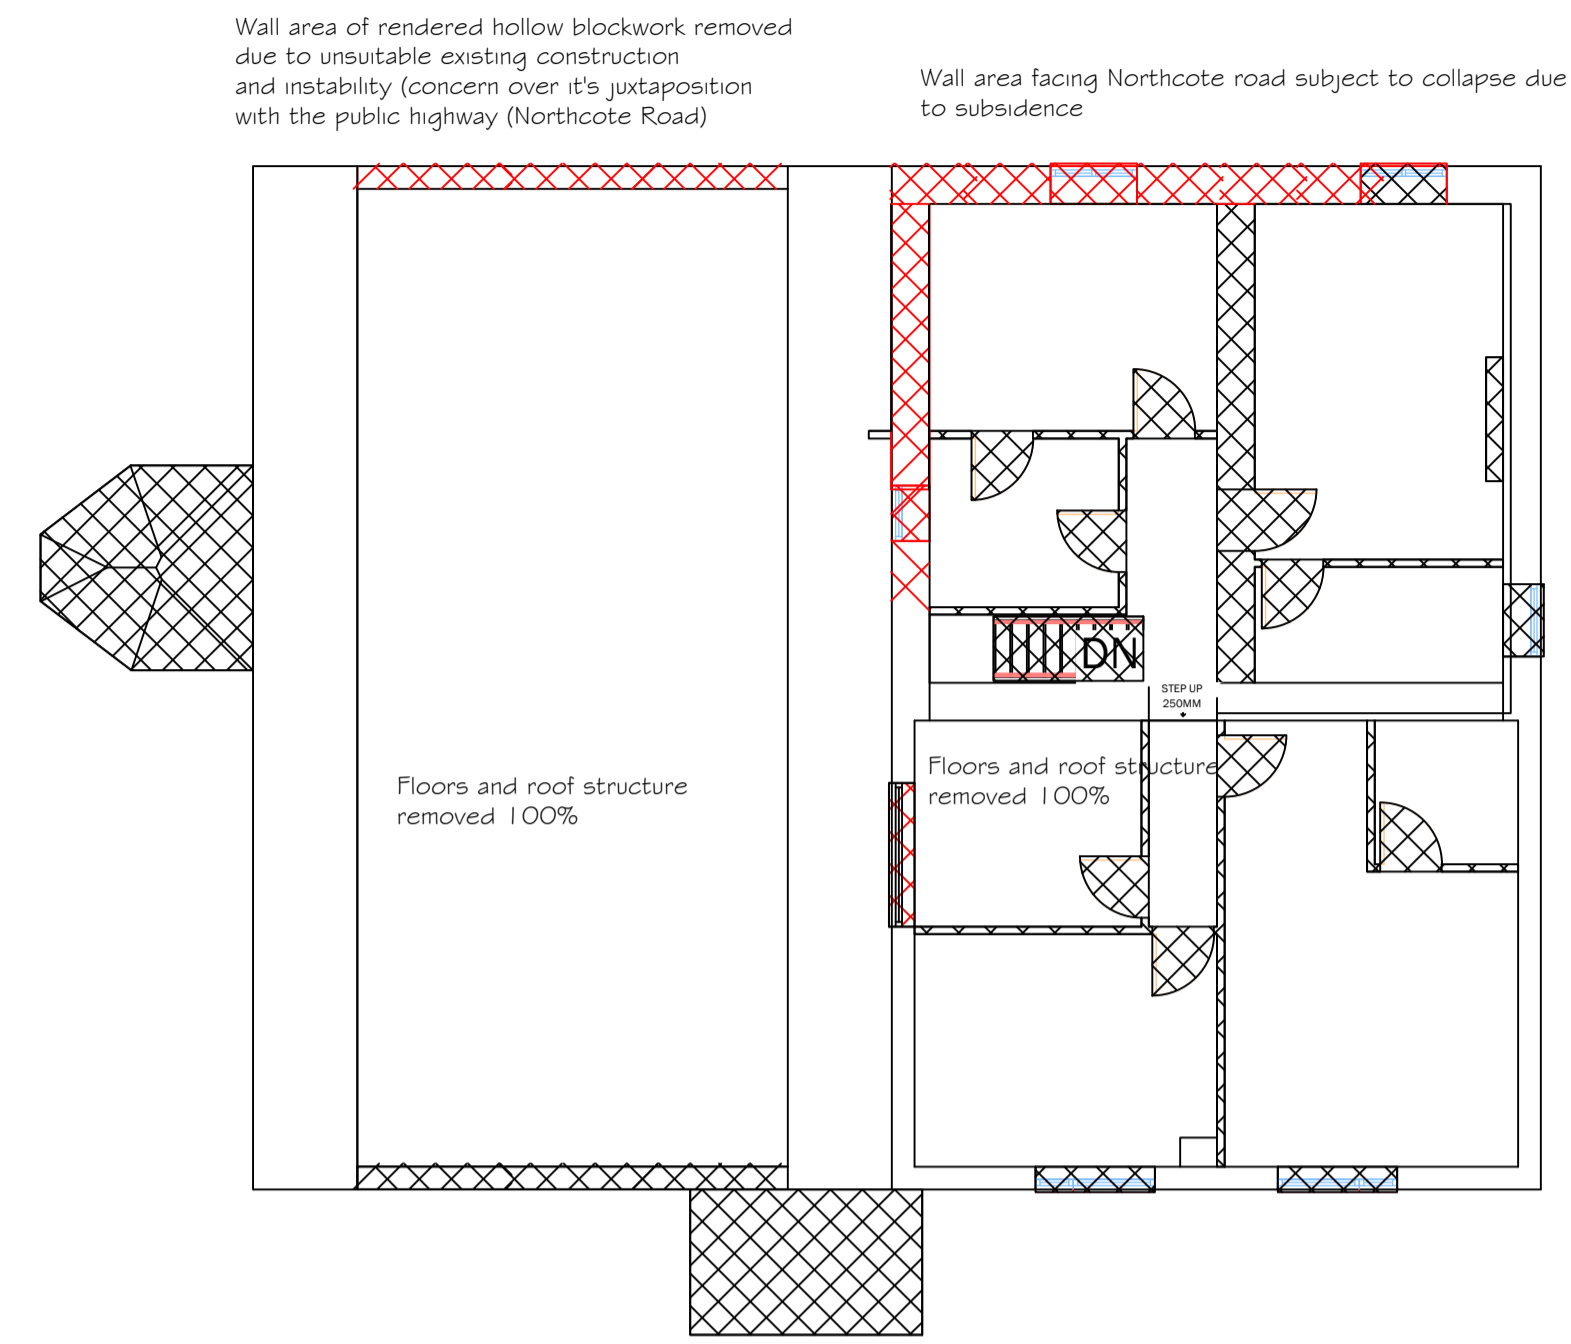 Wall area of rendered hollow blockwork removed
due to unsuitable existing construction
and instability (concern over it's juxtaposition
with the public highway (Northcote Road)
Wall area facing Northcote road subject to collapse due
to subsidence
DN
STEP UP
250MM
Floors and roof structure
removed 100%
Floors and roof structure
removed 100%